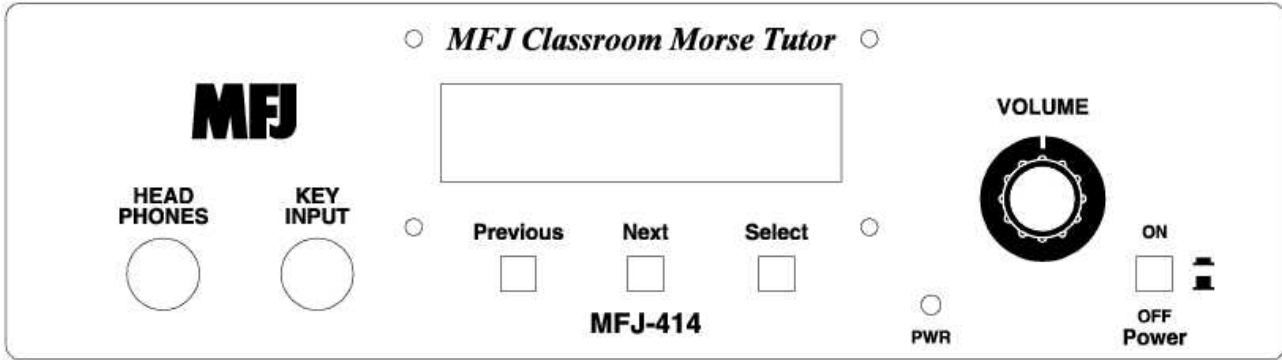 MFJ Classroom Morse Tutor
MFJ
VOLUME
HEAD
PHONES
KEY
INPUT
Previous
Next
Select
ON
MFJ-414
PWR
OFF
Power